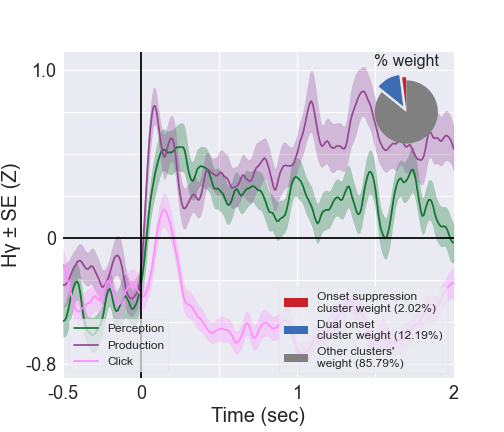 % weight
1.0
0
-0.8
Hγ ± SE (Z)
Perception
Production
Click
Onset suppression
cluster weight (2.02%)
Dual onset
cluster weight (12.19%)
Other clusters'
weight (85.79%)
-0.5 0 1 2
Time (sec)